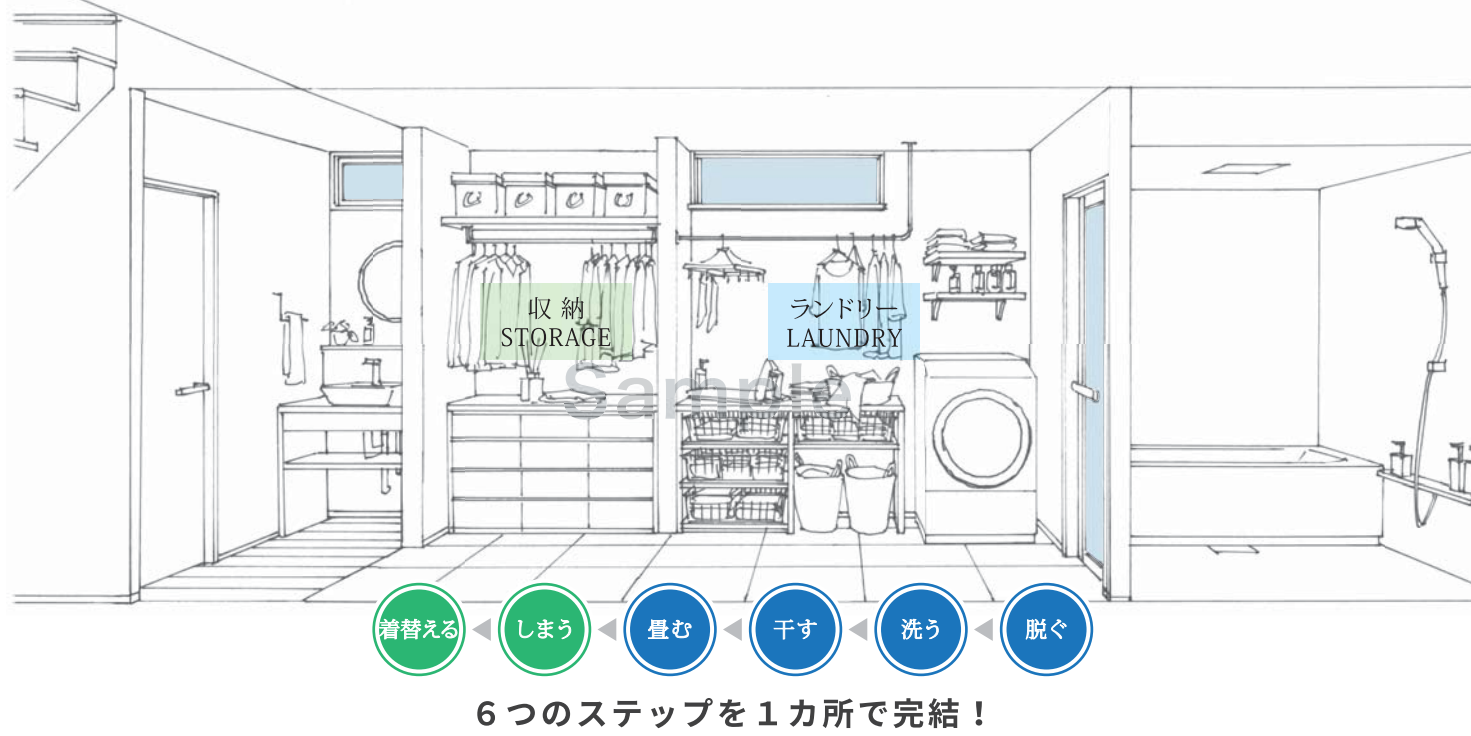 収納
STORAGE
ランドリー
LAUNDRY
Sample
着替える
しまう
畳む
干す
洗う
脱ぐ
６つのステップを１カ所で完結！